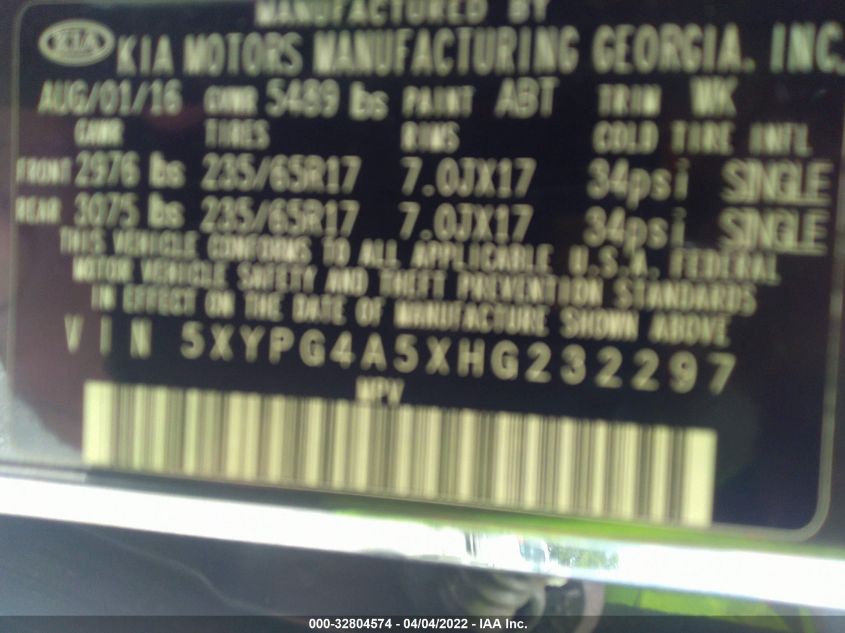 MANUFACTURED BY
KIA KIA MOTORS MANUFACTURING GEORGIA. INC.
AUG/01/16 GVWR 5489 lbs PAINT ABT TRIM WK
GAWR TIRES RIMS COLD TIRE INFL
FRONT 2976 lbs 235/65R17 7.0JX17 34psi SINGLE
REAR 3075 lbs 235/65R17 7.0JX17 34psi SINGLE
THIS VEHICLE CONFORMS TO ALL APPLICABLE U.S.A. FEDERAL
MOTOR VEHICLE SAFETY AND THEFT PREVENTION STANDARDS
IN EFFECT ON THE DATE OF MANUFACTURE SHOWN ABOVE
VIN 5XYPG4A5XHG232297
MPV
000-32804574 - 04/04/2022 - IAA Inc.